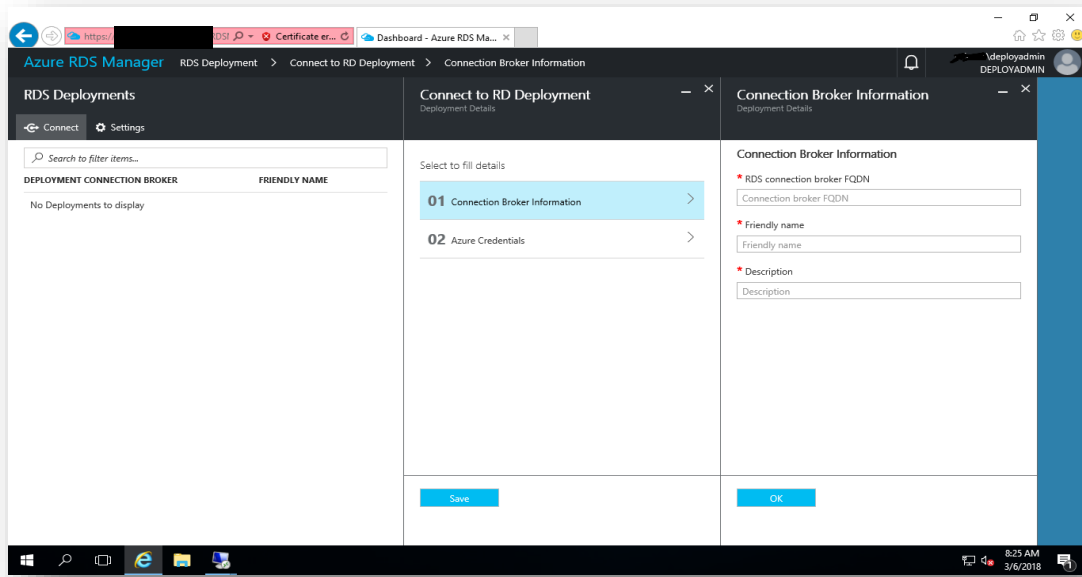 https://
RDS!
Certificate er...
Dashboard - Azure RDS Ma...
Azure RDS Manager
RDS Deployment > Connect to RD Deployment > Connection Broker Information
\deployadmin
DEPLOYADMIN
RDS Deployments
Connect
Settings
Search to filter items...
DEPLOYMENT CONNECTION BROKER
FRIENDLY NAME
No Deployments to display
Connect to RD Deployment
Deployment Details
Select to fill details
01 Connection Broker Information
02 Azure Credentials
Save
Connection Broker Information
Deployment Details
Connection Broker Information
* RDS connection broker FQDN
Connection broker FQDN
* Friendly name
Friendly name
* Description
Description
OK
8:25 AM
3/6/2018
1